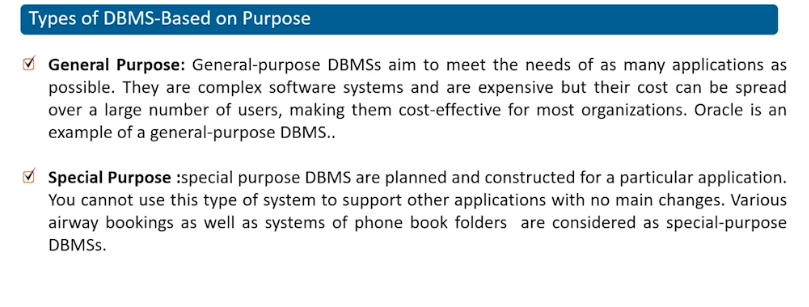 Types of DBMS-Based on Purpose
General Purpose: General-purpose DBMSs aim to meet the needs of as many applications as
possible. They are complex software systems and are expensive but their cost can be spread
over a large number of users, making them cost-effective for most organizations. Oracle is an
example of a general-purpose DBMS..
Special Purpose :special purpose DBMS are planned and constructed for a particular application.
You cannot use this type of system to support other applications with no main changes. Various
airway bookings as well as systems of phone book folders are considered as special-purpose
DBMSs.